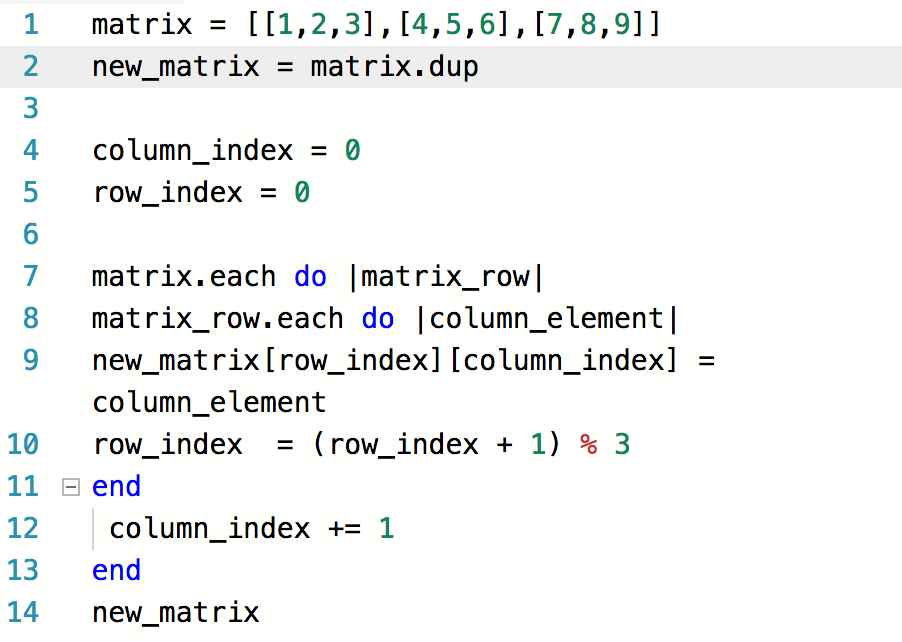 1 matrix = [[1,2,3],[4,5,6],[7,8,9]]
2 new_matrix = matrix.dup
3
4 column_index = 0
5 row_index = 0
6
7 matrix.each do |matrix_row|
8 matrix_row.each do |column_element|
9 new_matrix[row_index][column_index] =
column_element
10 row_index  = (row_index + 1) % 3
11 end
12 column_index += 1
13 end
14 new_matrix